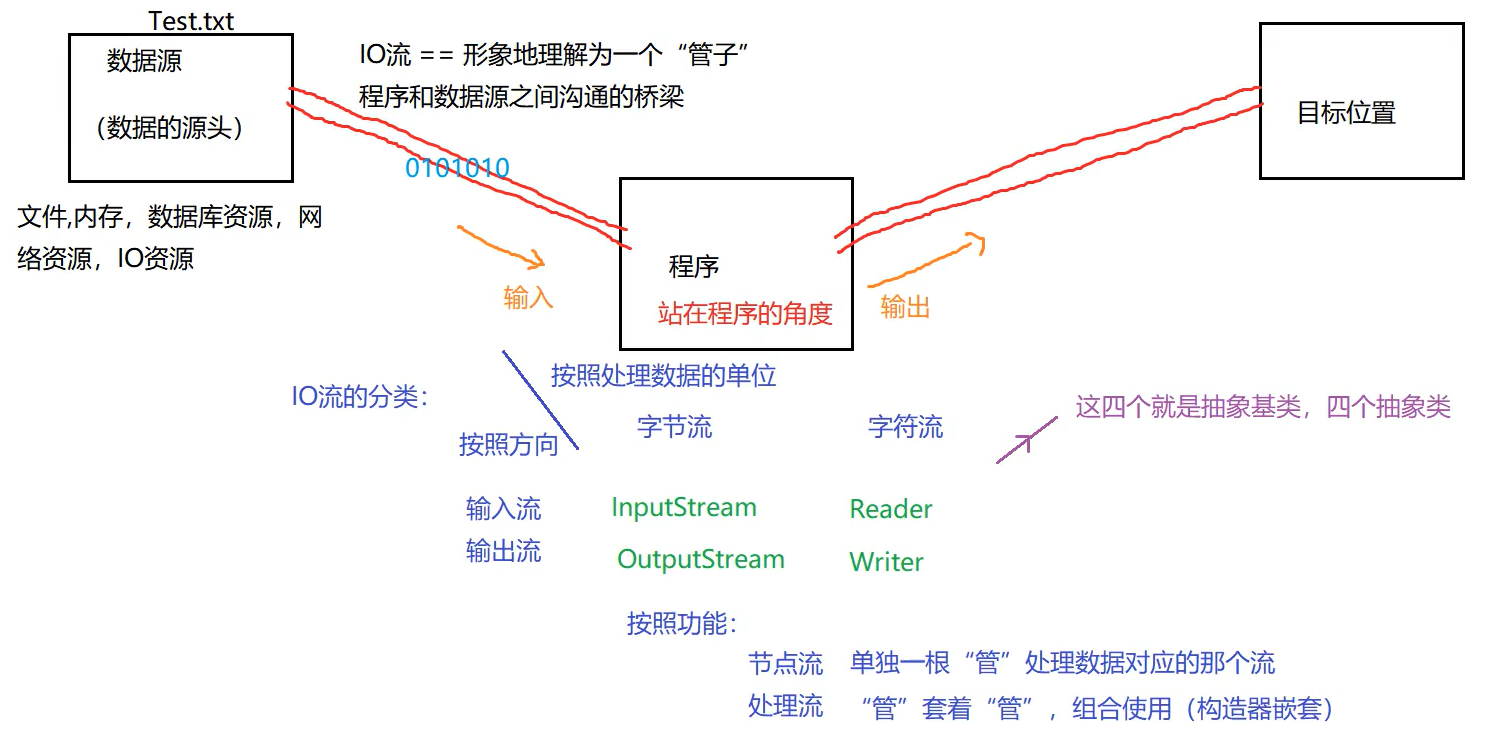 Test.txt
数据源
（数据的源头）
IO流 == 形象地理解为一个“管子”
程序和数据源之间沟通的桥梁
0101010
目标位置
文件,内存，数据库资源，网
络资源，IO资源
输入
程序
站在程序的角度
输出
IO流的分类：
按照处理数据的单位
按照方向
字节流
字符流
这四个就是抽象基类，四个抽象类
输入流 InputStream Reader
输出流 OutputStream Writer
按照功能：
节点流 单独一根“管”处理数据对应的那个流
处理流 “管”套着“管”，组合使用（构造器嵌套）